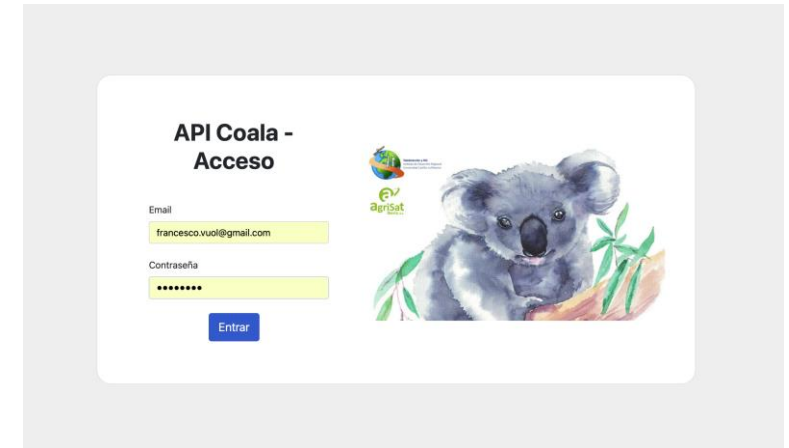 API Coala -
Acceso
Email
francesco.vuol@gmail.com
Contraseña
••••••••
Entrar
agriSat